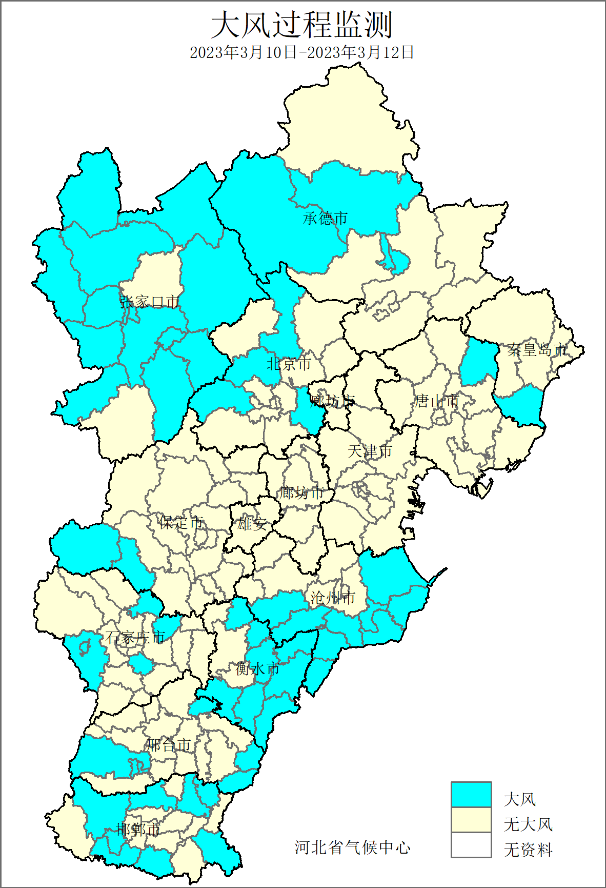 大风过程监测
2023年3月10日-2023年3月12日
承德市
张家口市
秦皇岛市
北京市
廊坊市
唐山市
天津市
廊坊市
保定市
雄安
沧州市
石家庄市
衡水市
邢台市
邯郸市
大风
无大风
无资料
河北省气候中心